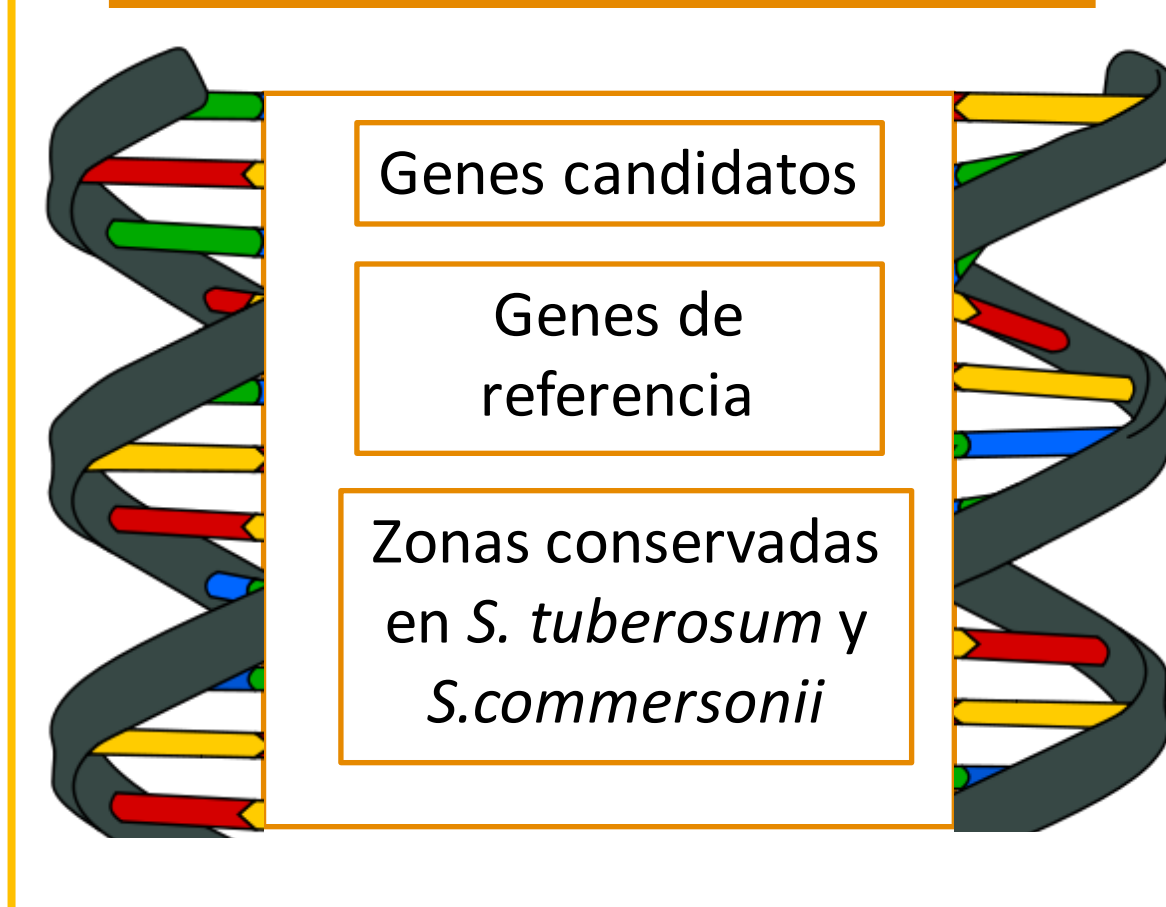 Genes candidatos
Genes de
referencia
Zonas conservadas
en S. tuberosum y
S.commersonii